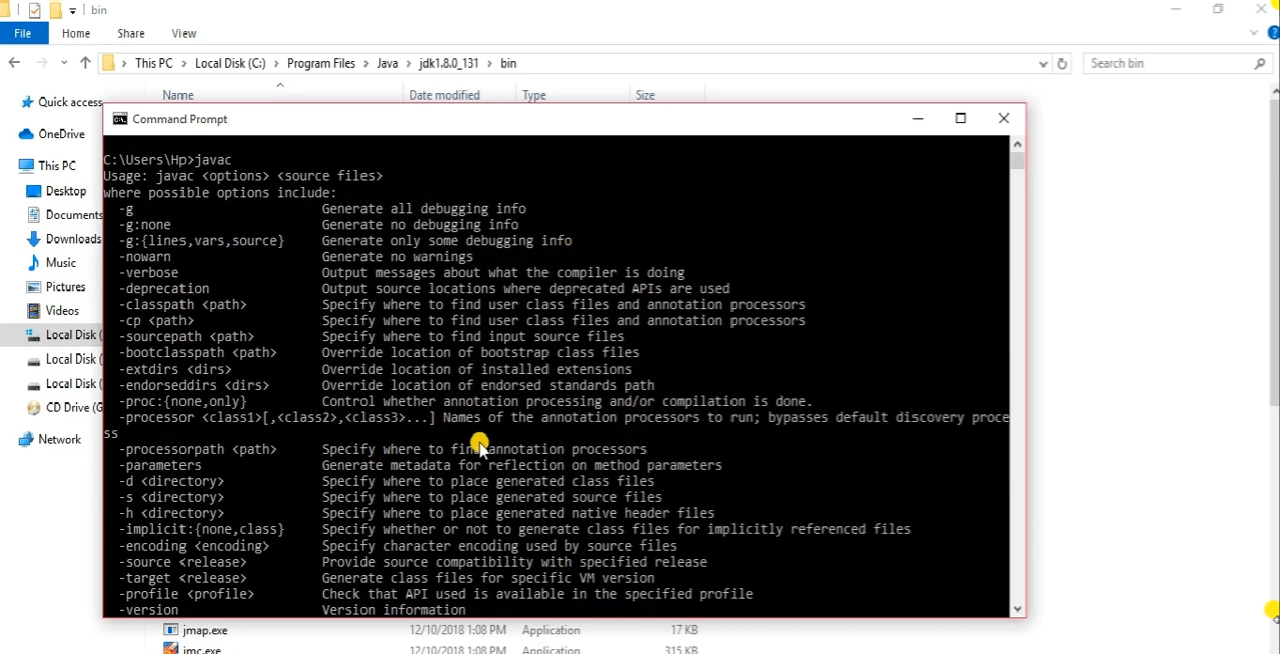 bin
File Home Share View
This PC Local Disk (C:) Program Files Java jdk1.8.0_131 bin Search bin
Name Date modified Type Size
Quick access
OneDrive
This PC
Desktop
Documents
Downloads
Music
Pictures
Videos
Local Disk (
Local Disk (
Local Disk (
CD Drive (G
Network
Command Prompt
C:\Users\Hp>javac
Usage: javac <options> <source files>
where possible options include:
-g Generate all debugging info
-g:none Generate no debugging info
-g:{lines,vars,source} Generate only some debugging info
-nowarn Generate no warnings
-verbose Output messages about what the compiler is doing
-deprecation Output source locations where deprecated APIs are used
-classpath <path> Specify where to find user class files and annotation processors
-cp <path> Specify where to find user class files and annotation processors
-sourcepath <path> Specify where to find input source files
-bootclasspath <path> Override location of bootstrap class files
-extdirs <dirs> Override location of installed extensions
-endorseddirs <dirs> Override location of endorsed standards path
-proc:{none,only} Control whether annotation processing and/or compilation is done.
-processor <class1>[,<class2>,<class3>...] Names of the annotation processors to run; bypasses default discovery proce
ss
-processorpath <path> Specify where to find annotation processors
-parameters Generate metadata for reflection on method parameters
-d <directory> Specify where to place generated class files
-s <directory> Specify where to place generated source files
-h <directory> Specify where to place generated native header files
-implicit:{none,class} Specify whether or not to generate class files for implicitly referenced files
-encoding <encoding> Specify character encoding used by source files
-source <release> Provide source compatibility with specified release
-target <release> Generate class files for specific VM version
-profile <profile> Check that API used is available in the specified profile
-version Version information
jmap.exe 12/10/2018 1:08 PM Application 17 KB
jmc.exe 12/10/2018 1:08 PM Application 315 KB